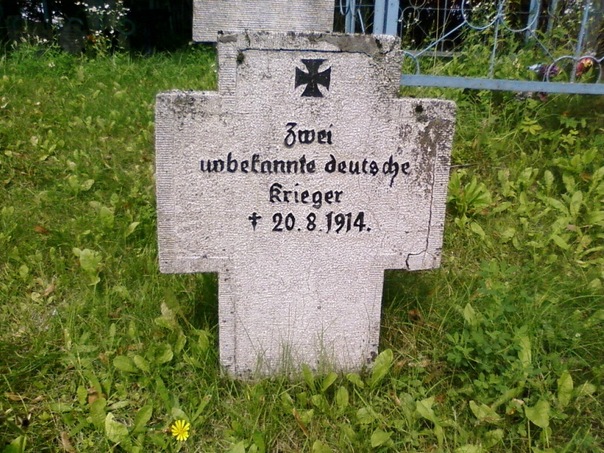 Zwei
unbekannte deutsche
Krieger
† 20.8.1914.